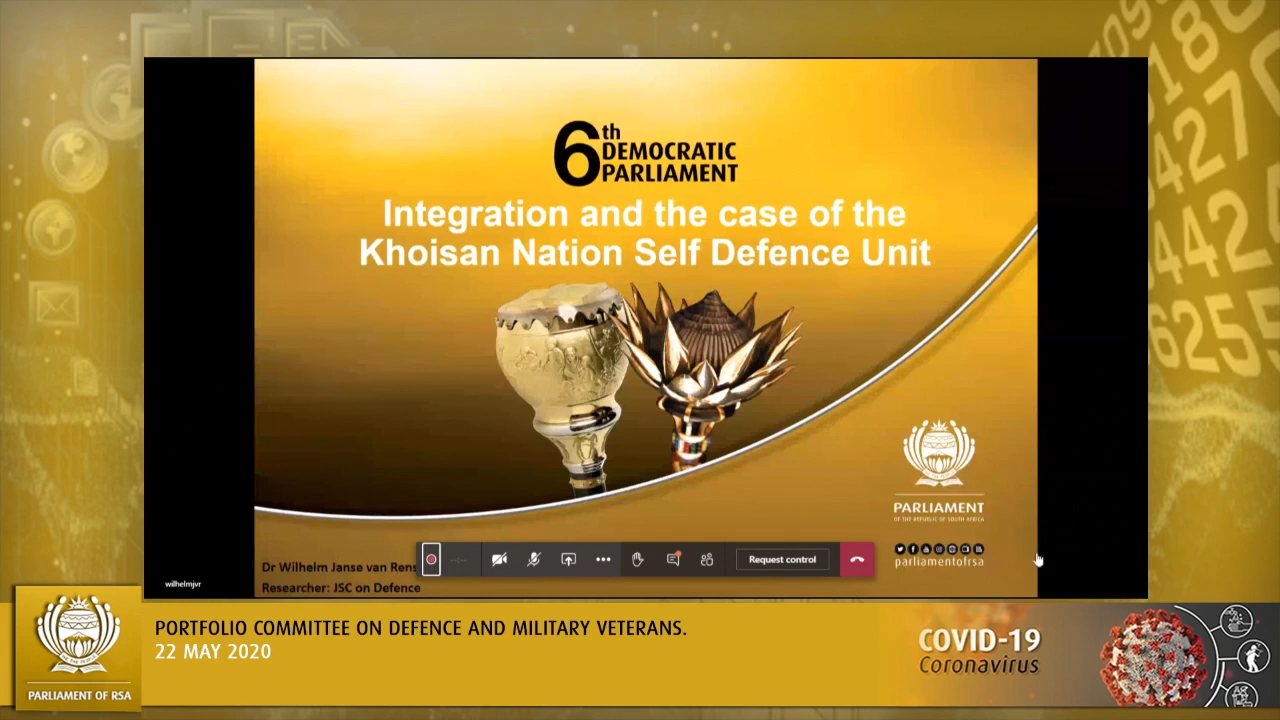 6th
DEMOCRATIC
PARLIAMENT
Integration and the case of the
Khoisan Nation Self Defence Unit
PARLIAMENT
OF THE REPUBLIC OF SOUTH AFRICA
parliamentofrsa
Request control
Dr Wilhelm Janse van Rens
Researcher: JSC on Defence
wilhelmjvr
PORTFOLIO COMMITTEE ON DEFENCE AND MILITARY VETERANS.
22 MAY 2020
PARLIAMENT OF RSA
COVID-19
Coronavirus